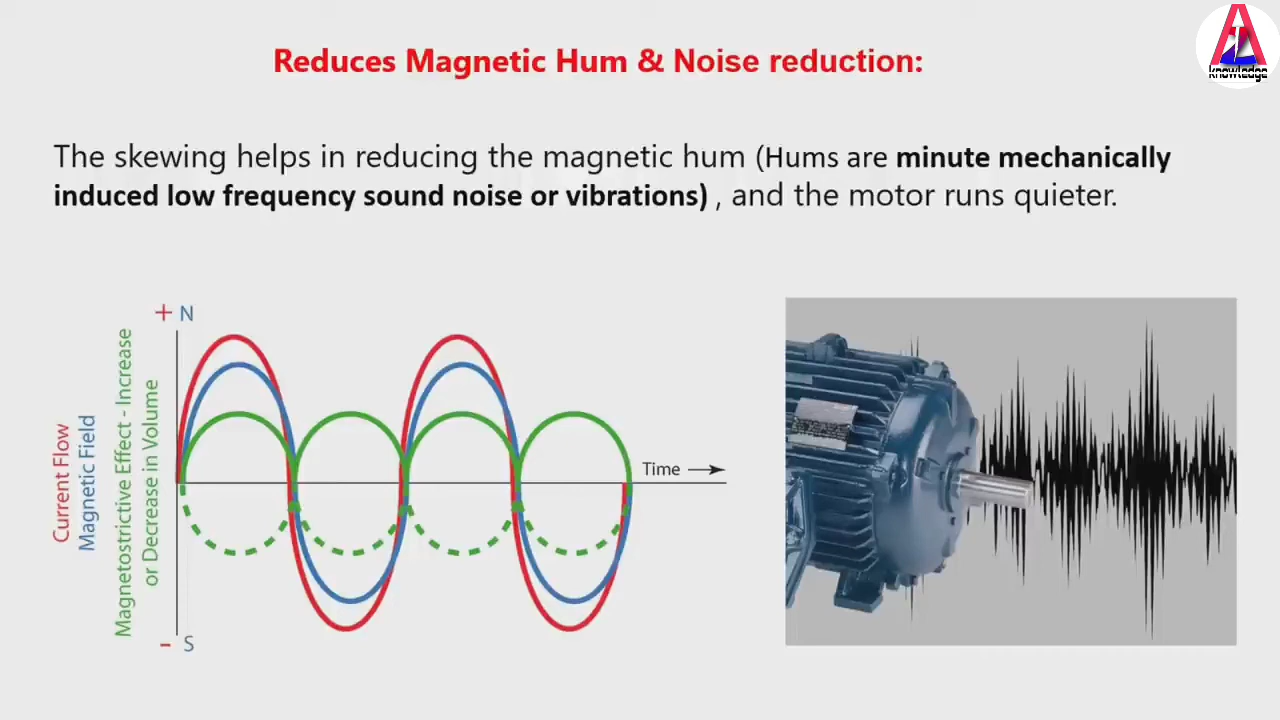 Reduces Magnetic Hum & Noise reduction:
knowledge
The skewing helps in reducing the magnetic hum (Hums are minute mechanically
induced low frequency sound noise or vibrations) , and the motor runs quieter.
+ N
Current Flow
Magnetic Field
Magnetostrictive Effect - Increase
or Decrease in Volume
Time
- S